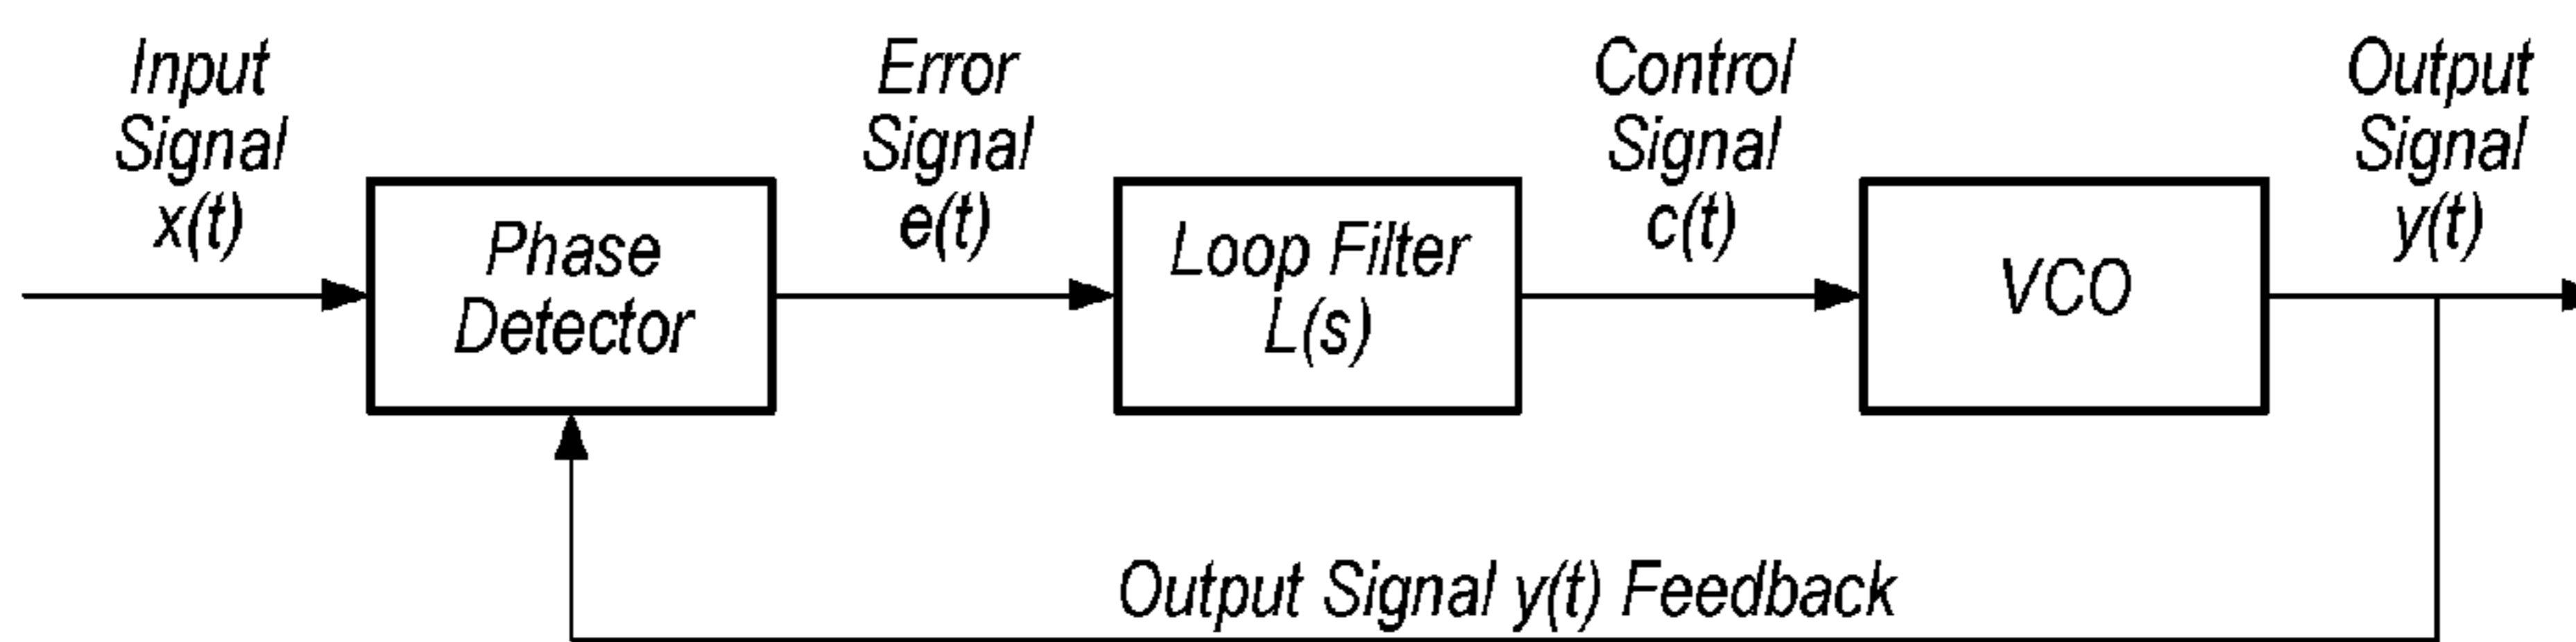 Input
Signal
x(t)
Phase
Detector
Error
Signal
e(t)
Loop Filter
L(s)
Control
Signal
c(t)
VCO
Output
Signal
y(t)
Output Signal y(t) Feedback